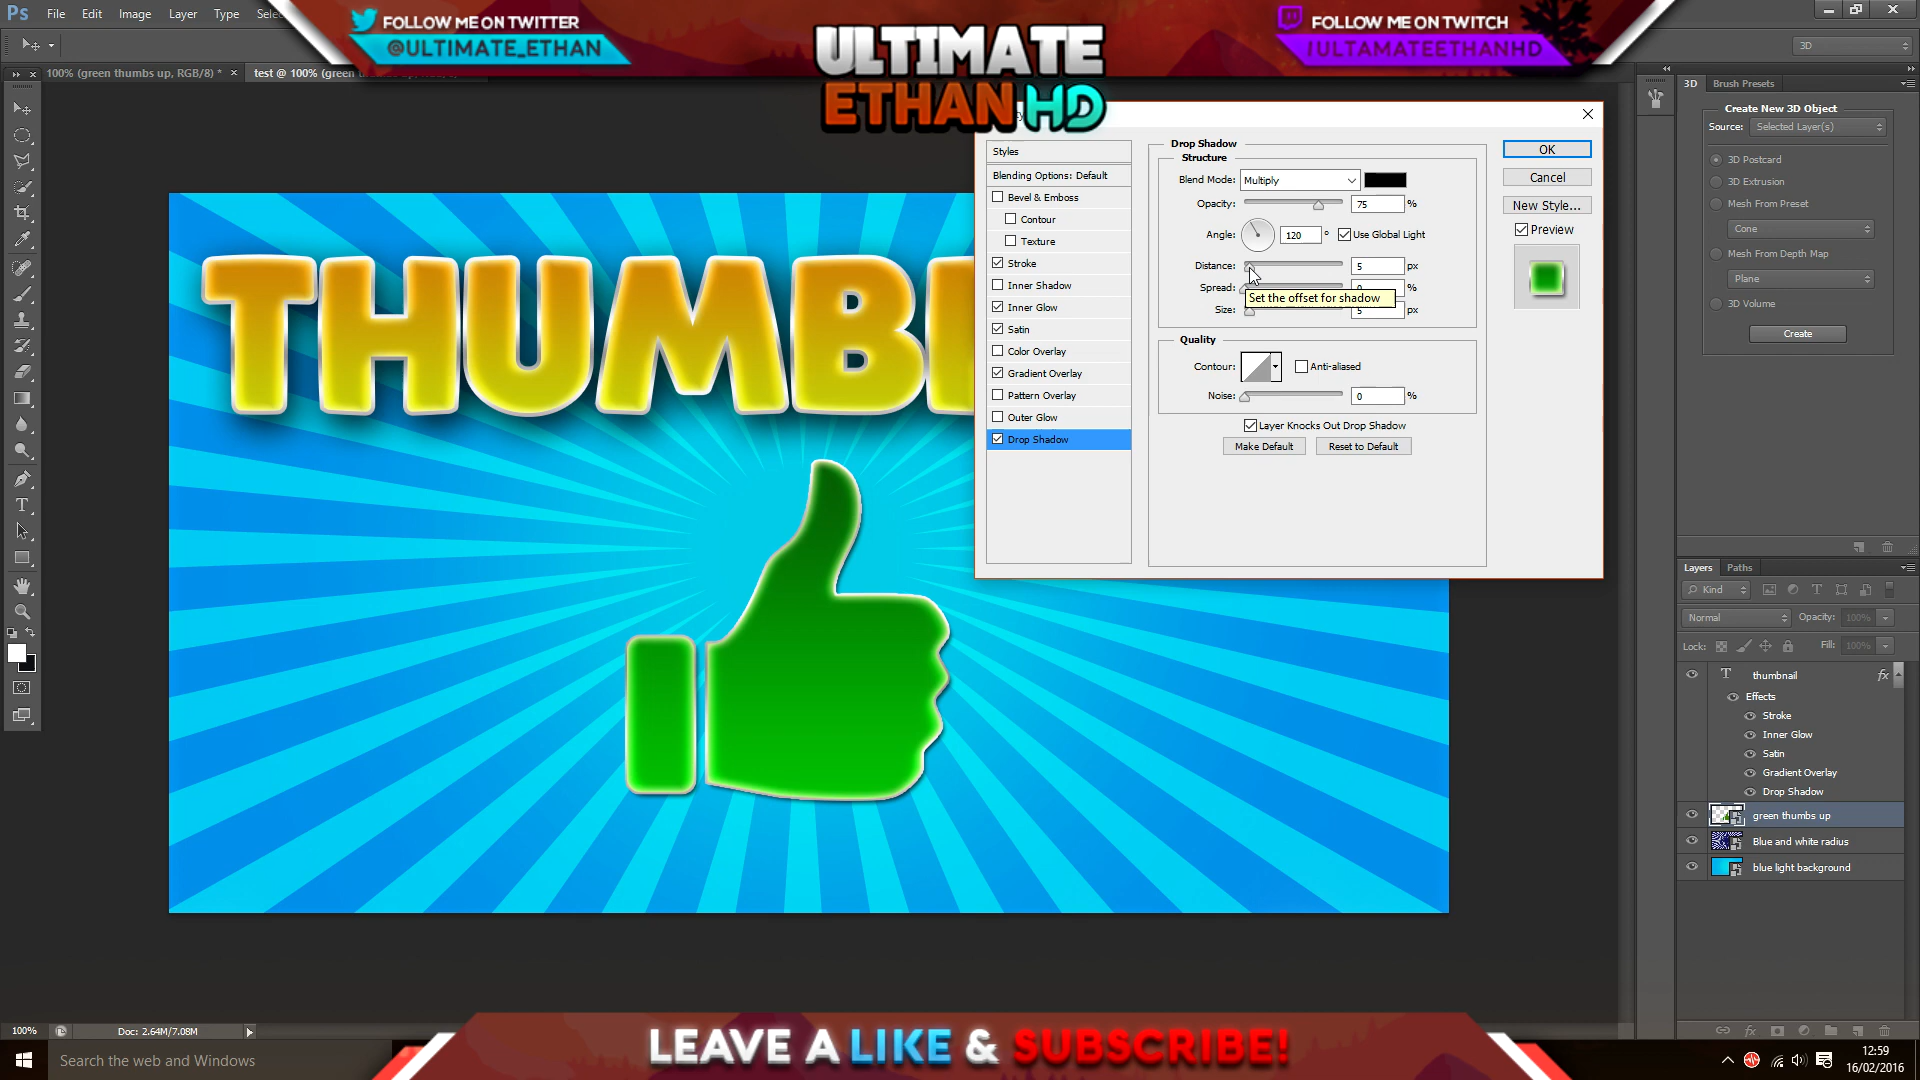 Ps File Edit Image Layer Type
FOLLOW ME ON TWITTER
@ULTIMATE_ETHAN
ULTIMATE
ETHAN HD
FOLLOW ME ON TWITCH
/ULTAMATEETHANHD
3D
100% (green thumbs up, RGB/8) *
test @ 100% (green
3D Brush Presets
Create New 3D Object
Source: Selected Layer(s)
3D Postcard
3D Extrusion
Mesh From Preset
Cone
Mesh From Depth Map
Plane
3D Volume
Create
Styles
Blending Options: Default
Bevel & Emboss
Contour
Texture
Stroke
Inner Shadow
Inner Glow
Satin
Color Overlay
Gradient Overlay
Pattern Overlay
Outer Glow
Drop Shadow
Drop Shadow
Structure
Blend Mode: Multiply
Opacity: 75 %
Angle: 120 ° Use Global Light
Distance: 5 px
Spread: 0 %
Set the offset for shadow
Size: 5 px
Quality
Contour: Anti-aliased
Noise: 0 %
Layer Knocks Out Drop Shadow
Make Default Reset to Default
OK
Cancel
New Style...
Preview
THUMB
Layers Paths
Kind
Normal Opacity: 100%
Lock: Fill: 100%
T thumbnail fx
Effects
Stroke
Inner Glow
Satin
Gradient Overlay
Drop Shadow
green thumbs up
Blue and white radius
blue light background
100% Doc: 2.64M/7.08M
LEAVE A LIKE & SUBSCRIBE!
Search the web and Windows
12:59
16/02/2016